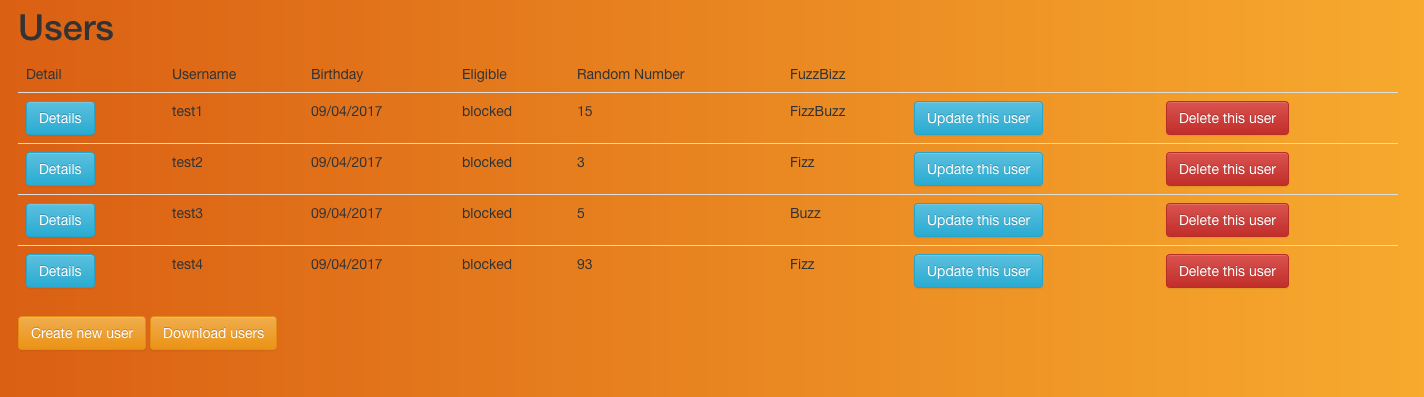 Users
Detail Username Birthday Eligible Random Number FuzzBizz
Details test1 09/04/2017 blocked 15 FizzBuzz Update this user Delete this user
Details test2 09/04/2017 blocked 3 Fizz Update this user Delete this user
Details test3 09/04/2017 blocked 5 Buzz Update this user Delete this user
Details test4 09/04/2017 blocked 93 Fizz Update this user Delete this user
Create new user Download users